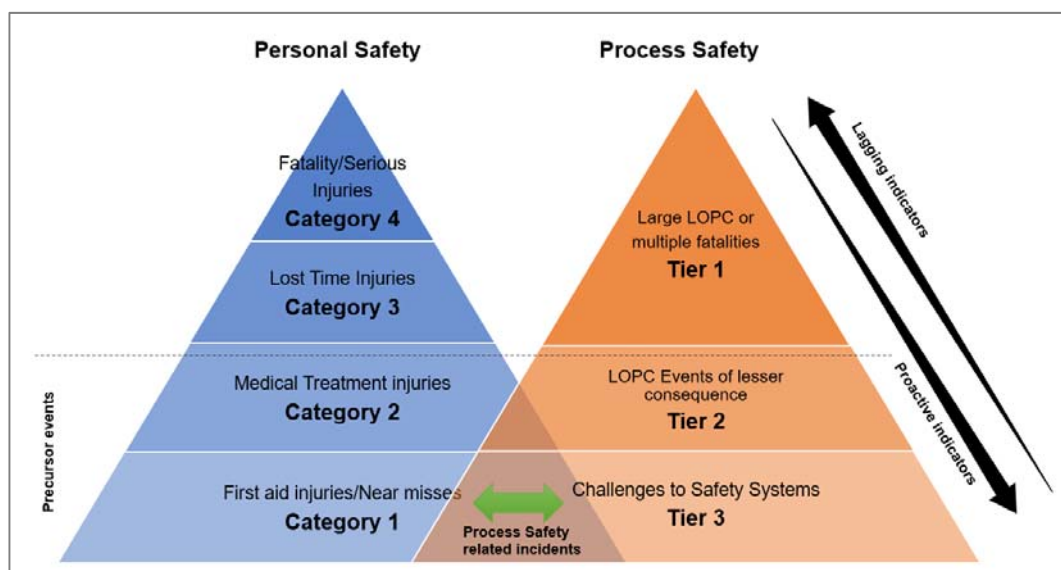 Personal Safety
Process Safety
Fatality/Serious
Injuries
Category 4
Lost Time Injuries
Category 3
Medical Treatment injuries
Category 2
First aid injuries/Near misses
Category 1
Large LOPC or
multiple fatalities
Tier 1
LOPC Events of lesser
consequence
Tier 2
Challenges to Safety Systems
Tier 3
Process Safety
related incidents
Precursor events
Lagging indicators
Proactive indicators